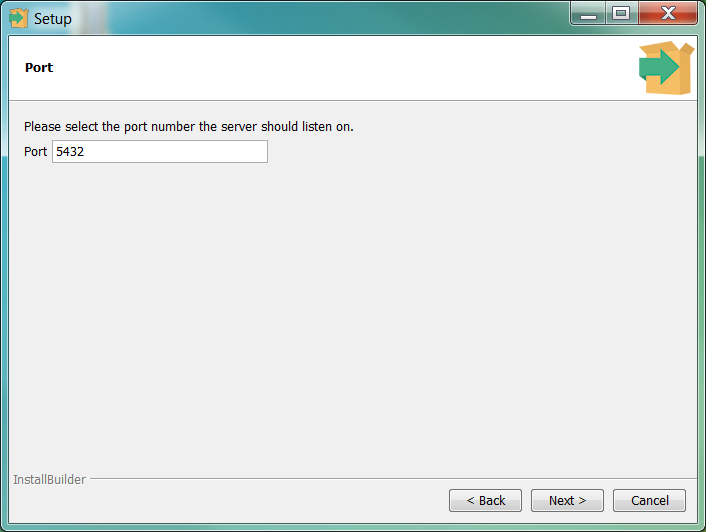 Setup
Port
Please select the port number the server should listen on.
Port 5432
InstallBuilder
< Back Next > Cancel